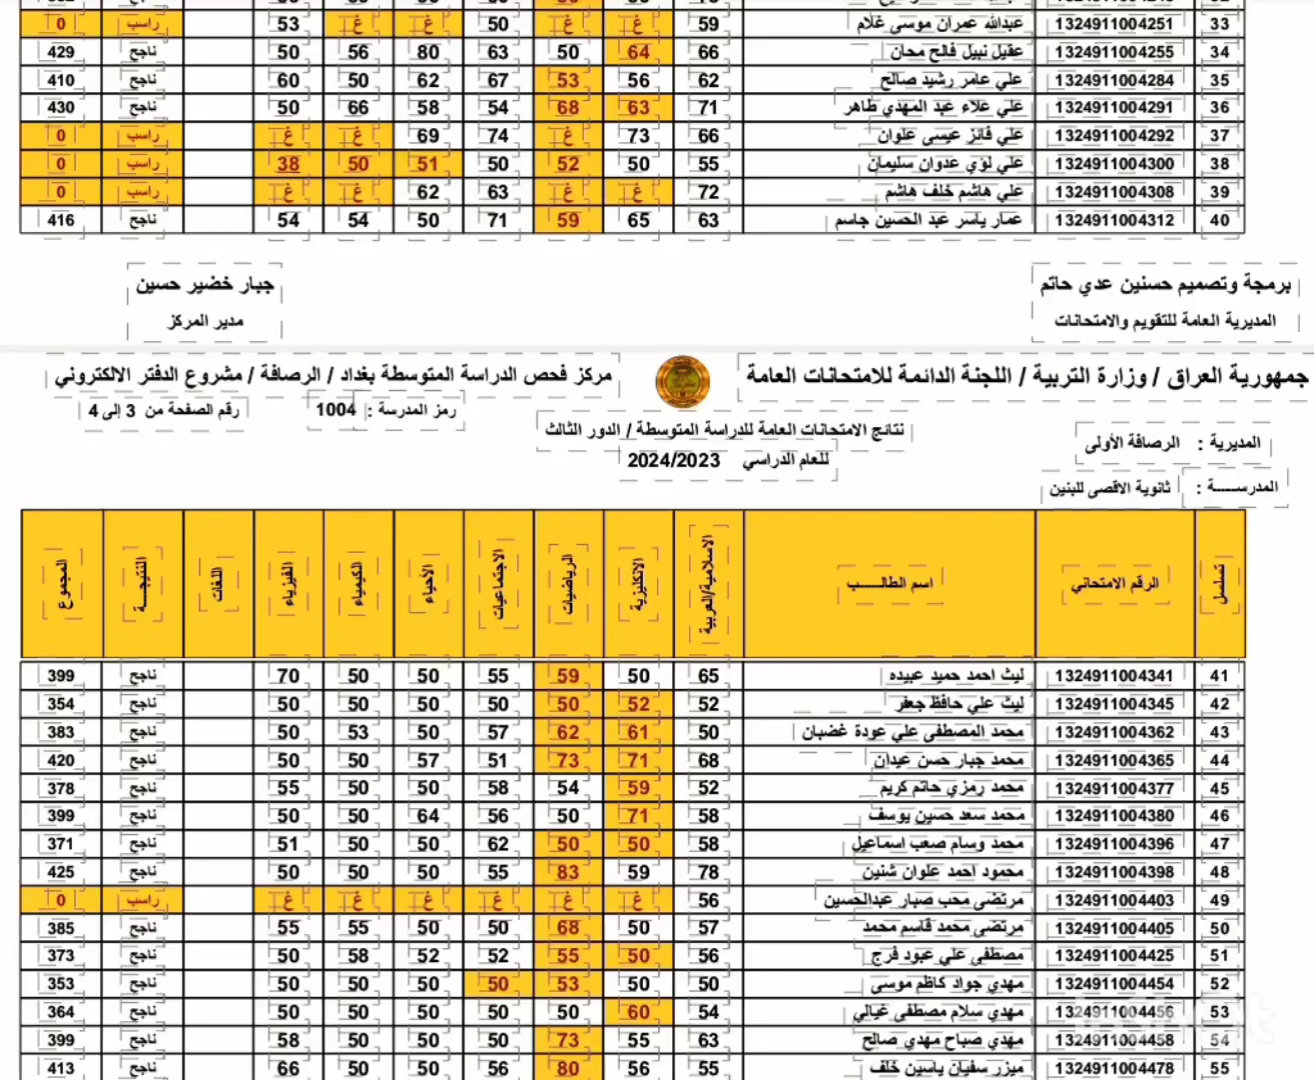 33 1324911004251 عبدالله عمران موسى غلام 59 غ غ 50 غ غ 53 راسب 0
34 1324911004255 عقيل نبيل فالح محان 66 64 50 63 80 56 50 ناجح 429
35 1324911004284 علي عامر رشيد صالح 62 56 53 67 62 50 60 ناجح 410
36 1324911004291 علي علاء عبد المهدي طاهر 71 63 68 54 58 66 50 ناجح 430
37 1324911004292 علي فائز عيسى علوان 66 73 غ 74 69 غ غ راسب 0
38 1324911004300 علي لؤي عدوان سليمان 55 50 52 50 51 50 38 راسب 0
39 1324911004308 علي هاشم خلف هاشم 72 غ غ 63 62 غ غ راسب 0
40 1324911004312 عمار ياسر عبد الحسين جاسم 63 65 59 71 50 54 54 ناجح 416
برمجة وتصميم حسنين عدي حاتم
المديرية العامة للتقويم والامتحانات
جبار خضير حسين
مدير المركز
جمهورية العراق / وزارة التربية / اللجنة الدائمة للامتحانات العامة
مركز فحص الدراسة المتوسطة بغداد / الرصافة / مشروع الدفتر الالكتروني
رمز المدرسة : 1004
رقم الصفحة من 3 إلى 4
نتائج الامتحانات العامة للدراسة المتوسطة / الدور الثالث
للعام الدراسي 2024/2023
المديرية : الرصافة الأولى
المدرســـــة : ثانوية الاقصى للبنين
تسلسل الرقم الامتحاني اسم الطالـــــب الاسلامية/العربية الانكليزية الرياضيات الاجتماعيات الأحياء الكيمياء الفيزياء اللغات النتيجـــة المجموع
41 1324911004341 ليث احمد حميد عبيده 65 50 59 55 50 50 70 ناجح 399
42 1324911004345 ليث علي حافظ جعفر 52 52 50 50 50 50 50 ناجح 354
43 1324911004362 محمد المصطفى علي عودة غضبان 50 61 62 57 50 53 50 ناجح 383
44 1324911004365 محمد جبار حسن عيدان 68 71 73 51 57 50 50 ناجح 420
45 1324911004377 محمد رمزي حاتم كريم 52 59 54 58 50 50 55 ناجح 378
46 1324911004380 محمد سعد حسين يوسف 58 71 50 56 64 50 50 ناجح 399
47 1324911004396 محمد وسام صعب اسماعيل 58 50 50 62 50 50 51 ناجح 371
48 1324911004398 محمود احمد علوان شنين 78 59 83 55 50 50 50 ناجح 425
49 1324911004403 مرتضى محب صبار عبدالحسين 56 غ غ غ غ غ غ راسب 0
50 1324911004405 مرتضى محمد قاسم محمد 57 50 68 50 50 55 55 ناجح 385
51 1324911004425 مصطفى علي عبود فرج 56 50 55 52 52 58 50 ناجح 373
52 1324911004454 مهدي جواد كاظم موسى 50 50 53 50 50 50 50 ناجح 353
53 1324911004456 مهدي سلام مصطفى غيالي 54 60 50 50 50 50 50 ناجح 364
54 1324911004458 مهدي صباح مهدي صالح 63 55 73 50 50 50 58 ناجح 399
55 1324911004478 ميزر سفيان ياسين خلف 55 56 80 56 50 50 66 ناجح 413